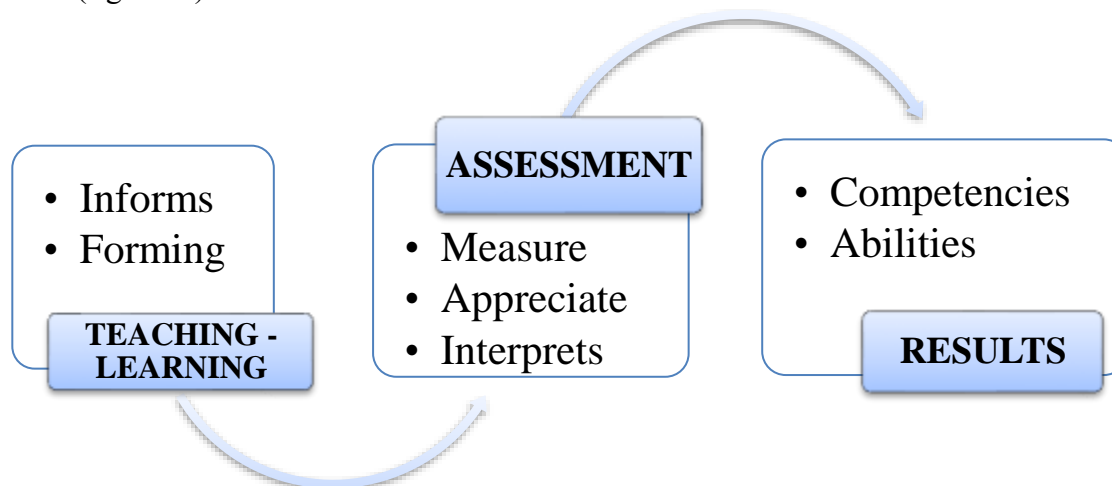 • Informs
• Forming
TEACHING -
LEARNING
ASSESSMENT
• Measure
• Appreciate
• Interprets
• Competencies
• Abilities
RESULTS